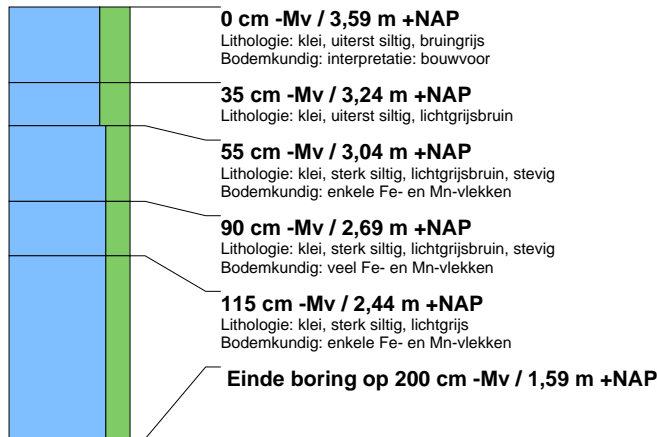 0 cm -Mv / 3,59 m +NAP
Lithologie: klei, uiterst siltig, bruingrijs
Bodemkundig: interpretatie: bouwvoor
35 cm -Mv / 3,24 m +NAP
Lithologie: klei, uiterst siltig, lichtgrijsbruin
55 cm -Mv / 3,04 m +NAP
Lithologie: klei, sterk siltig, lichtgrijsbruin, stevig
Bodemkundig: enkele Fe- en Mn-vlekken
90 cm -Mv / 2,69 m +NAP
Lithologie: klei, sterk siltig, lichtgrijsbruin, stevig
Bodemkundig: veel Fe- en Mn-vlekken
115 cm -Mv / 2,44 m +NAP
Lithologie: klei, sterk siltig, lichtgrijs
Bodemkundig: enkele Fe- en Mn-vlekken
Einde boring op 200 cm -Mv / 1,59 m +NAP